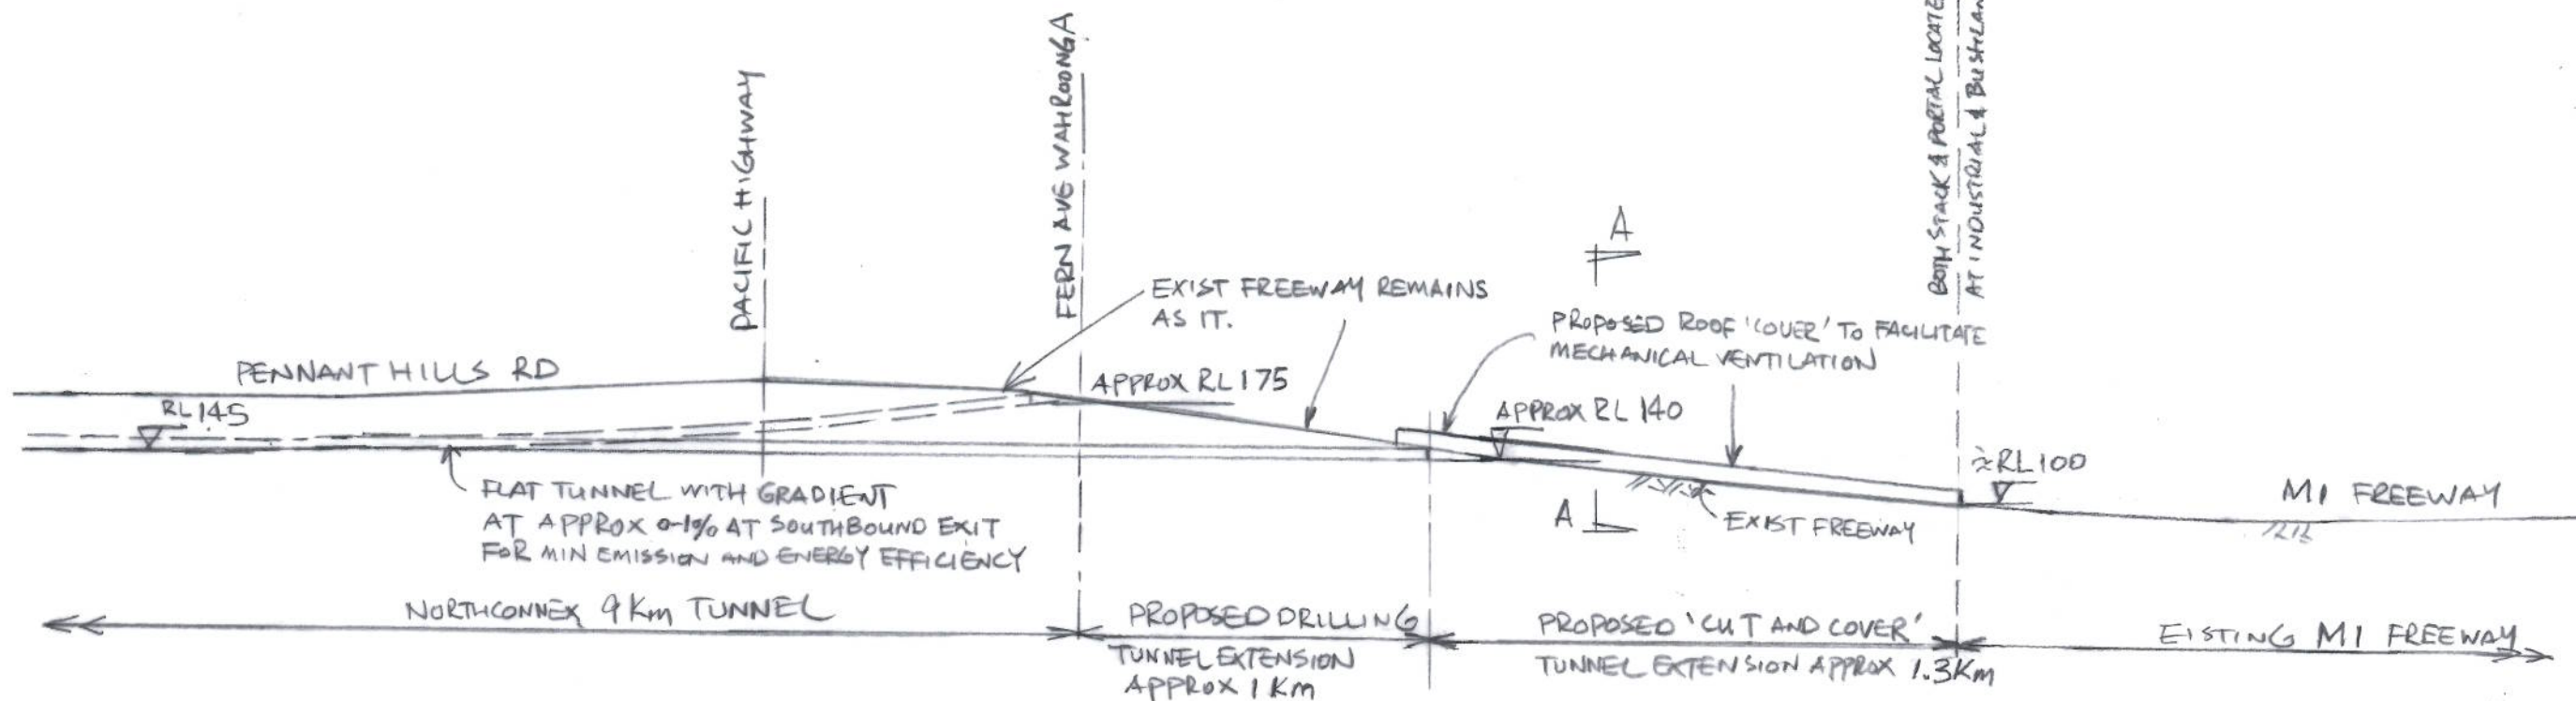 PACIFIC HIGHWAY
FERN AVE WAHROONGA
BOTH STACK & PORTAL LOCATE
AT INDUSTRIAL & BUSHLAN
A
EXIST FREEWAY REMAINS
AS IT.
PROPOSED ROOF 'COVER' TO FACILITATE
MECHANICAL VENTILATION
PENNANT HILLS RD
APPROX RL 175
RL 145
APPROX RL 140
≈RL100
M1 FREEWAY
FLAT TUNNEL WITH GRADIENT
AT APPROX 0-1% AT SOUTHBOUND EXIT
FOR MIN EMISSION AND ENERGY EFFICIENCY
A
EXIST FREEWAY
NORTHCONNEX 9 Km TUNNEL
PROPOSED DRILLING
TUNNEL EXTENSION
APPROX 1 KM
PROPOSED 'CUT AND COVER'
TUNNEL EXTENSION APPROX 1.3Km
EISTING M1 FREEWAY